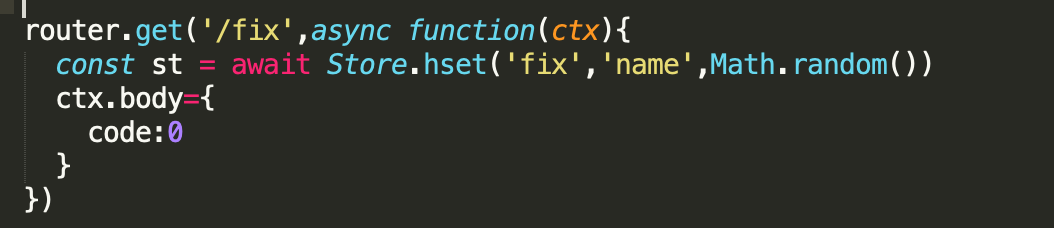 router.get('/fix',async function(ctx){
  const st = await Store.hset('fix','name',Math.random())
  ctx.body={
    code:0
  }
})